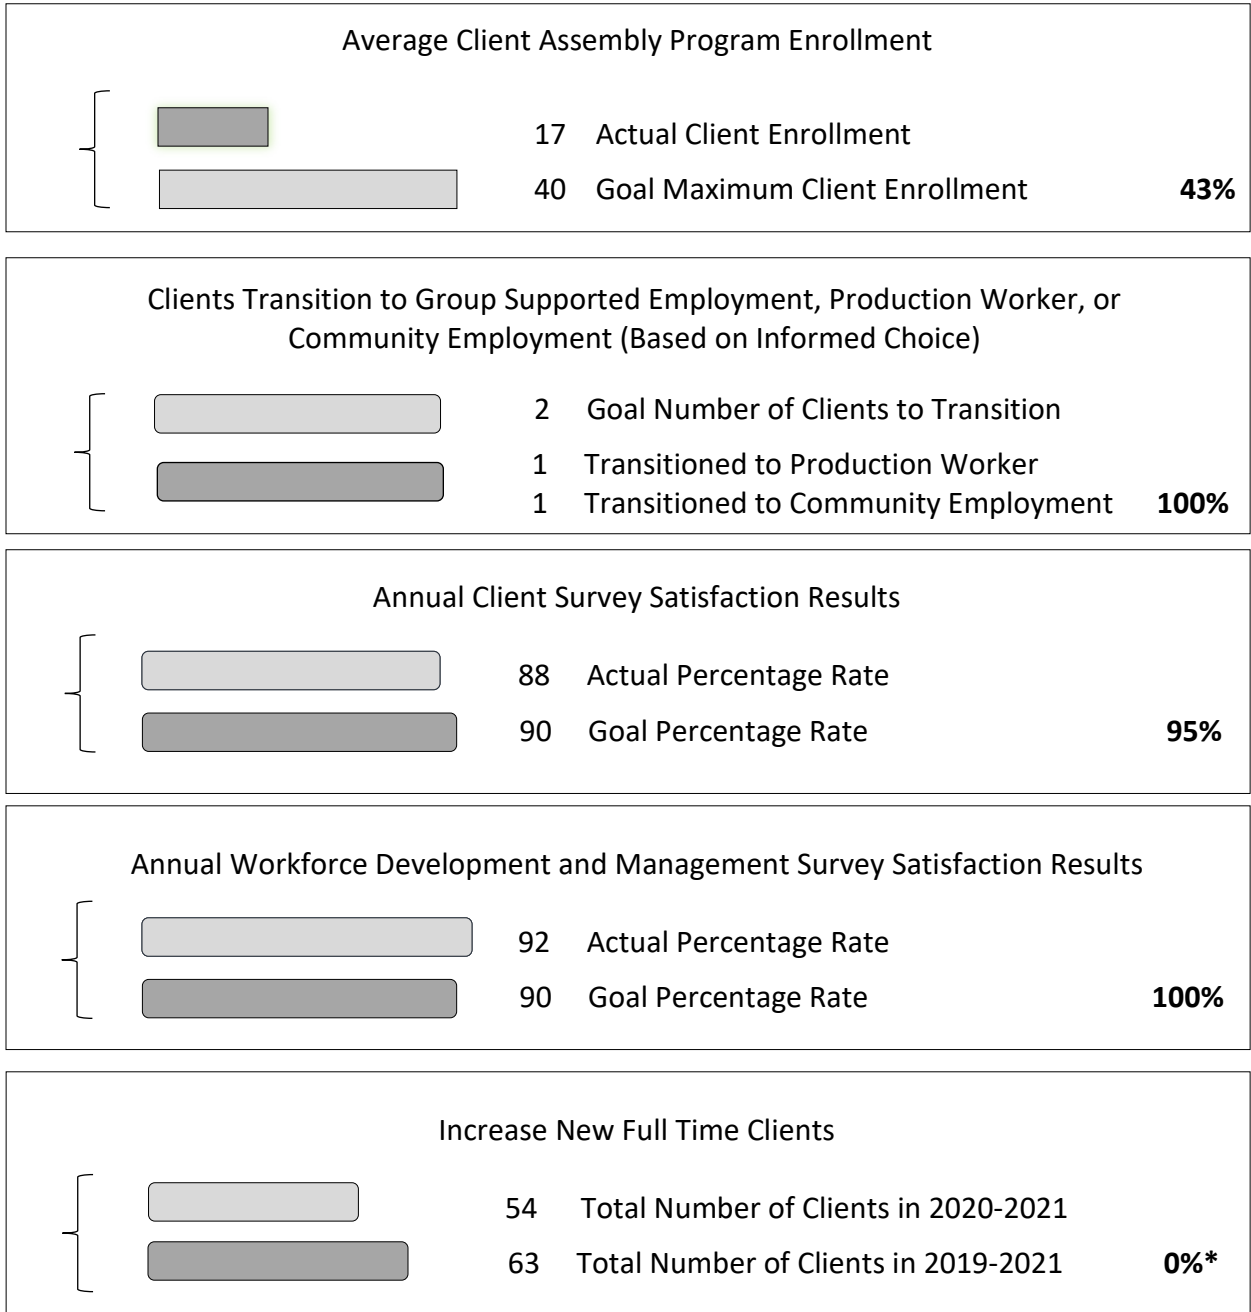 Average Client Assembly Program Enrollment
17 Actual Client Enrollment
40 Goal Maximum Client Enrollment 43%
Clients Transition to Group Supported Employment, Production Worker, or
Community Employment (Based on Informed Choice)
2 Goal Number of Clients to Transition
1 Transitioned to Production Worker
1 Transitioned to Community Employment 100%
Annual Client Survey Satisfaction Results
88 Actual Percentage Rate
90 Goal Percentage Rate 95%
Annual Workforce Development and Management Survey Satisfaction Results
92 Actual Percentage Rate
90 Goal Percentage Rate 100%
Increase New Full Time Clients
54 Total Number of Clients in 2020-2021
63 Total Number of Clients in 2019-2021 0%*